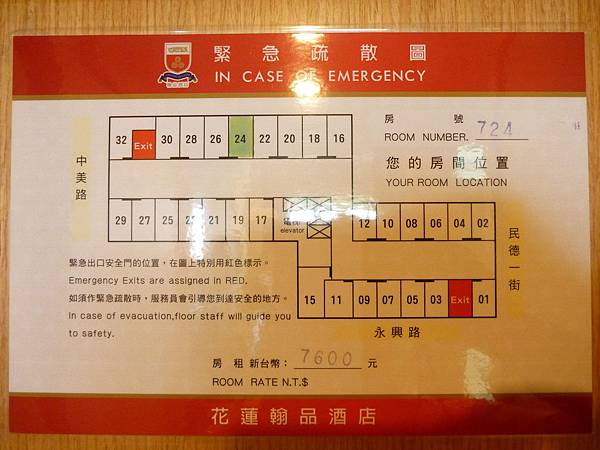 緊急疏散圖
IN CASE OF EMERGENCY
房 號
ROOM NUMBER. 724
您的房間位置
YOUR ROOM LOCATION
32 Exit 30 28 26 24 22 20 18 16
中美路
29 27 25 21 19 17
電梯
elevator
12 10 08 06 04 02
民德一街
15 11 09 07 05 03 Exit 01
永興路
緊急出口安全門的位置,在圖上特別用紅色標示。
Emergency Exits are assigned in RED.
如須作緊急疏散時,服務員會引導您到達安全的地方。
In case of evacuation,floor staff will guide you
to safety.
房 租 新台幣: 7600 元
ROOM RATE N.T.$
花蓮翰品酒店